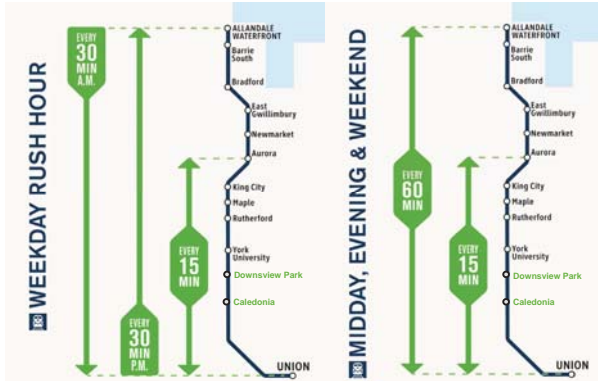 WEEKDAY RUSH HOUR
EVERY
30
MIN
A.M.
EVERY
30
MIN
P.M.
EVERY
15
MIN
ALLANDALE
WATERFRONT
Barrie
South
Bradford
East
Gwillimbury
Newmarket
Aurora
King City
Maple
Rutherford
York
University
Downsview Park
Caledonia
UNION
MIDDAY, EVENING & WEEKEND
EVERY
60
MIN
EVERY
15
MIN
ALLANDALE
WATERFRONT
Barrie
South
Bradford
East
Gwillimbury
Newmarket
Aurora
King City
Maple
Rutherford
York
University
Downsview Park
Caledonia
UNION